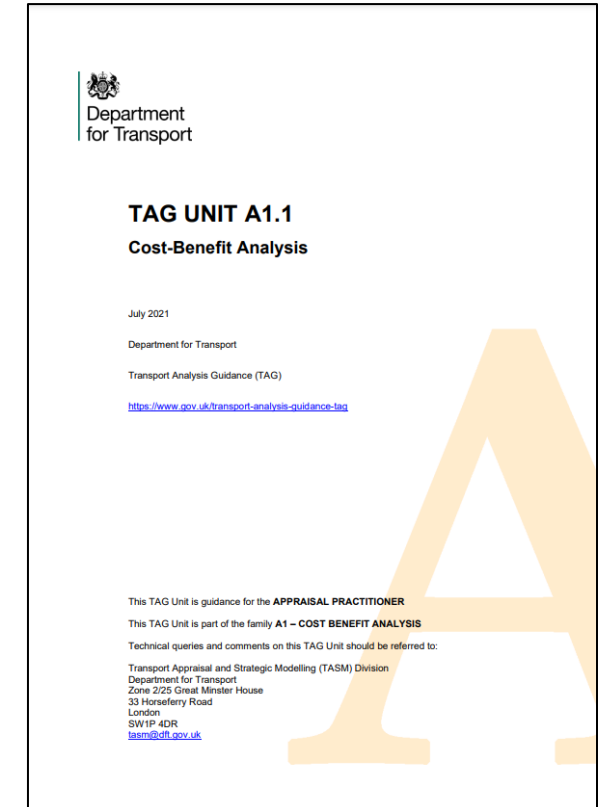 Department
for Transport
TAG UNIT A1.1
Cost-Benefit Analysis
July 2021
Department for Transport
Transport Analysis Guidance (TAG)
https://www.gov.uk/transport-analysis-guidance-tag
This TAG Unit is guidance for the APPRAISAL PRACTITIONER
This TAG Unit is part of the family A1 – COST BENEFIT ANALYSIS
Technical queries and comments on this TAG Unit should be referred to:
Transport Appraisal and Strategic Modelling (TASM) Division
Department for Transport
Zone 2/25 Great Minster House
33 Horseferry Road
London
SW1P 4DR
tasm@dft.gov.uk
A